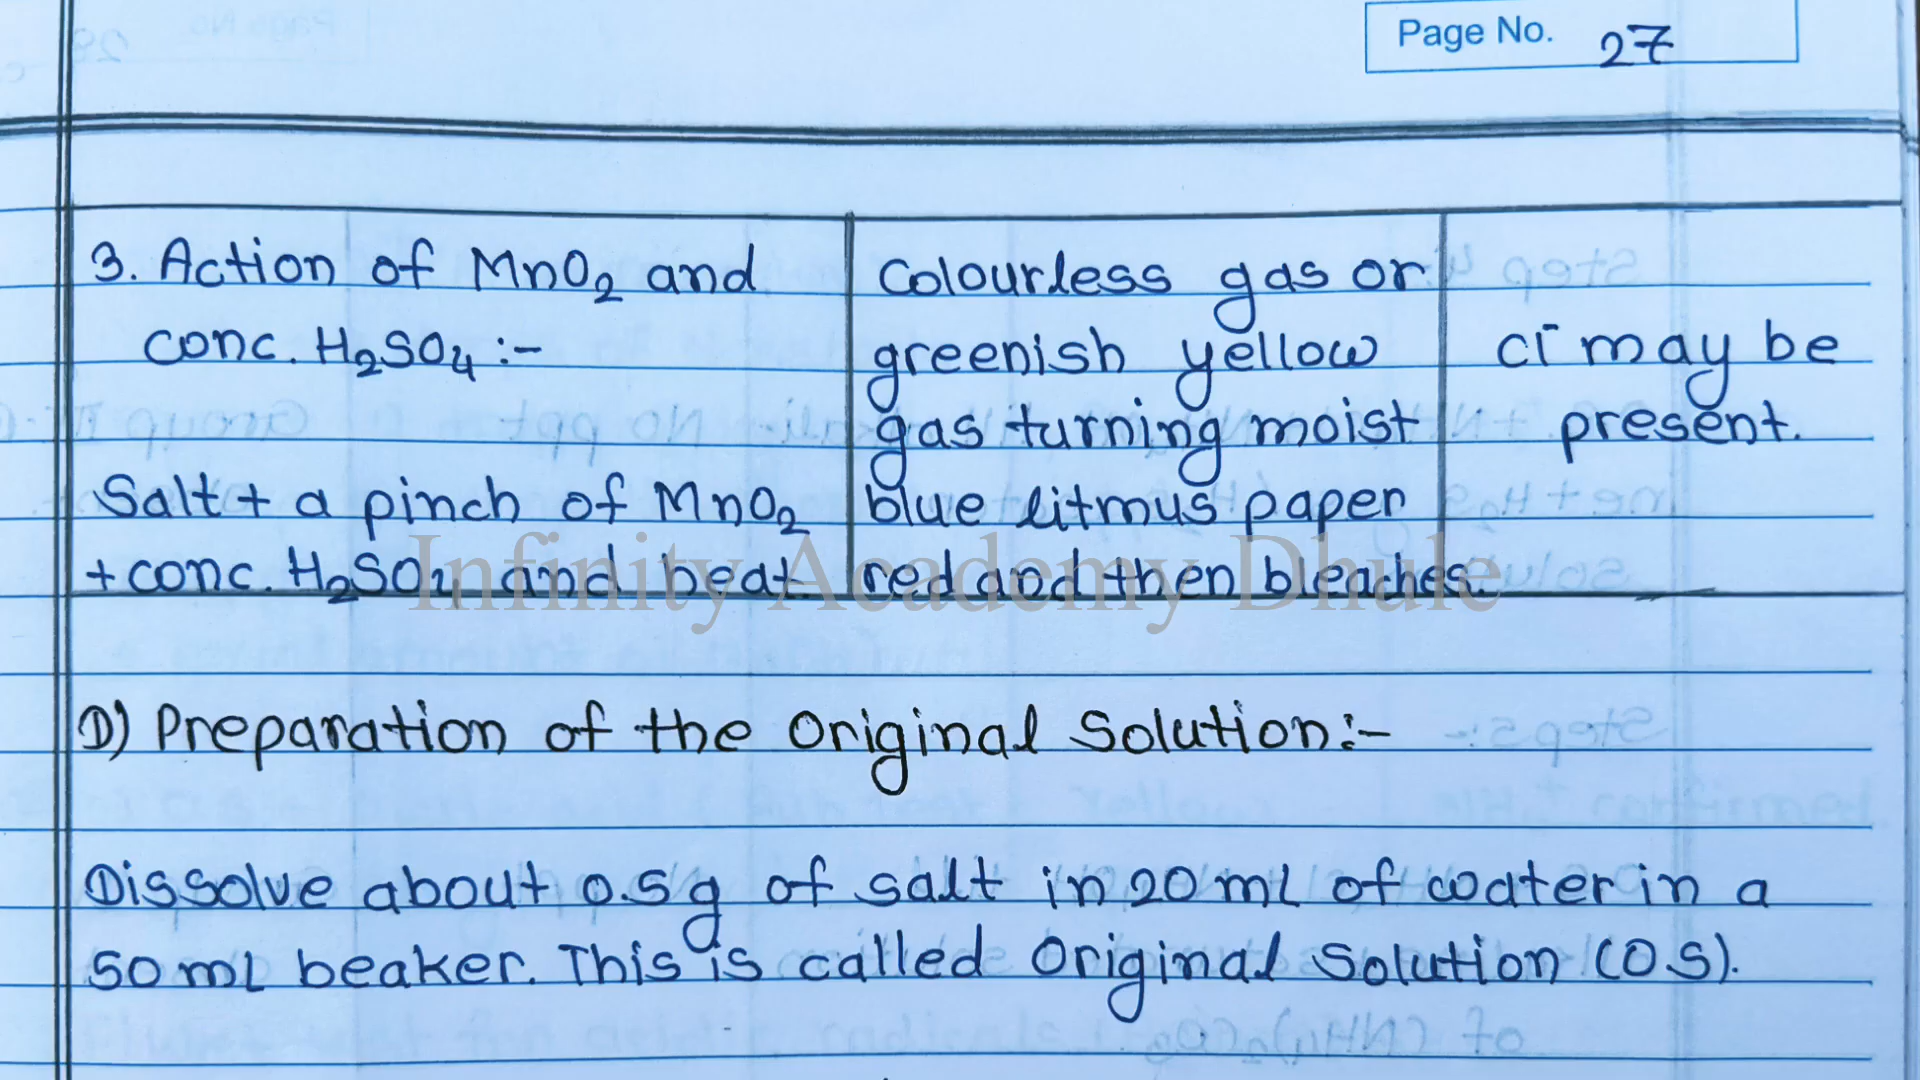 Page No. 27
3. Action of MnO₂ and
conc. H₂SO₄ :-
Salt + a pinch of MnO₂
+ conc. H₂SO₄ and heat.
Colourless gas or
greenish yellow
gas turning moist
blue litmus paper
red and then bleaches.
Cl⁻ may be
present.
Infinity Academy Dhule
D) Preparation of the Original Solution :-
Dissolve about 0.5 g of salt in 20 mL of water in a
50 mL beaker. This is called Original Solution (O S).